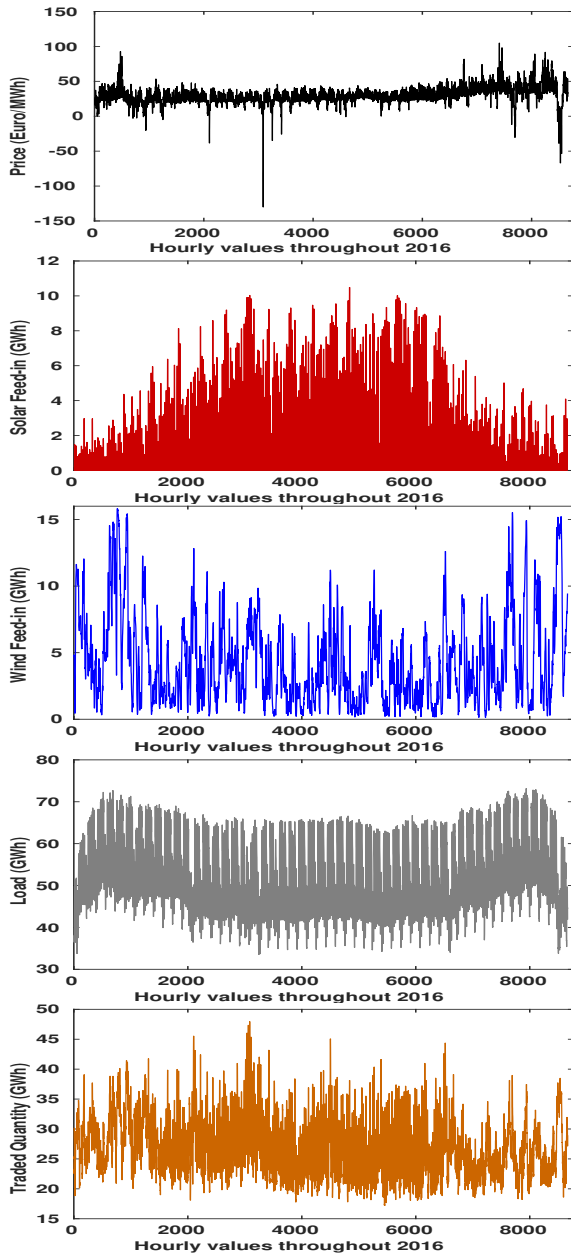 150
100
50
0
-50
-100
-150
Price (Euro/MWh)
0 2000 4000 6000 8000
Hourly values throughout 2016
12
10
8
6
4
2
0
Solar Feed-in (GWh)
0 2000 4000 6000 8000
Hourly values throughout 2016
15
10
5
0
Wind Feed-in (GWh)
0 2000 4000 6000 8000
Hourly values throughout 2016
80
70
60
50
40
30
Load (GWh)
0 2000 4000 6000 8000
Hourly values throughout 2016
50
45
40
35
30
25
20
15
Traded Quantity (GWh)
0 2000 4000 6000 8000
Hourly values throughout 2016